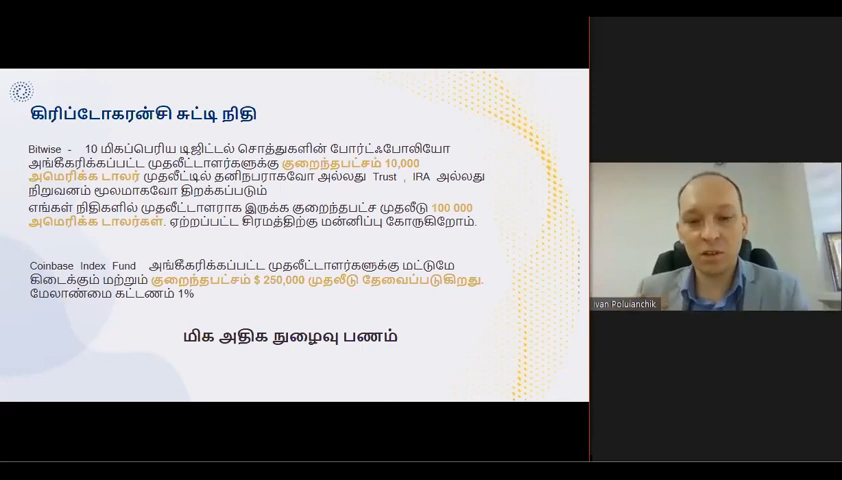 கிரிப்டோகரன்சி சுட்டி நிதி
Bitwise - 10 மிகப்பெரிய டிஜிட்டல் சொத்துகளின் போர்ட்ஃபோலியோ
அங்கீகரிக்கப்பட்ட முதலீட்டாளர்களுக்கு குறைந்தபட்சம் 10,000
அமெரிக்க டாலர் முதலீட்டில் தனிநபராகவோ அல்லது Trust , IRA அல்லது
நிறுவனம் மூலமாகவோ திறக்கப்படும்
எங்கள் நிதிகளில் முதலீட்டாளராக இருக்க குறைந்தபட்ச முதலீடு 100 000
அமெரிக்க டாலர்கள். ஏற்றப்பட்ட சிரமத்திற்கு மன்னிப்பு கோருகிறோம்.
Coinbase Index Fund அங்கீகரிக்கப்பட்ட முதலீட்டாளர்களுக்கு மட்டுமே
கிடைக்கும் மற்றும் குறைந்தபட்சம் $ 250,000 முதலீடு தேவைப்படுகிறது.
மேலாண்மை கட்டணம் 1%
மிக அதிக நுழைவு பணம்
Ivan Poluianchik